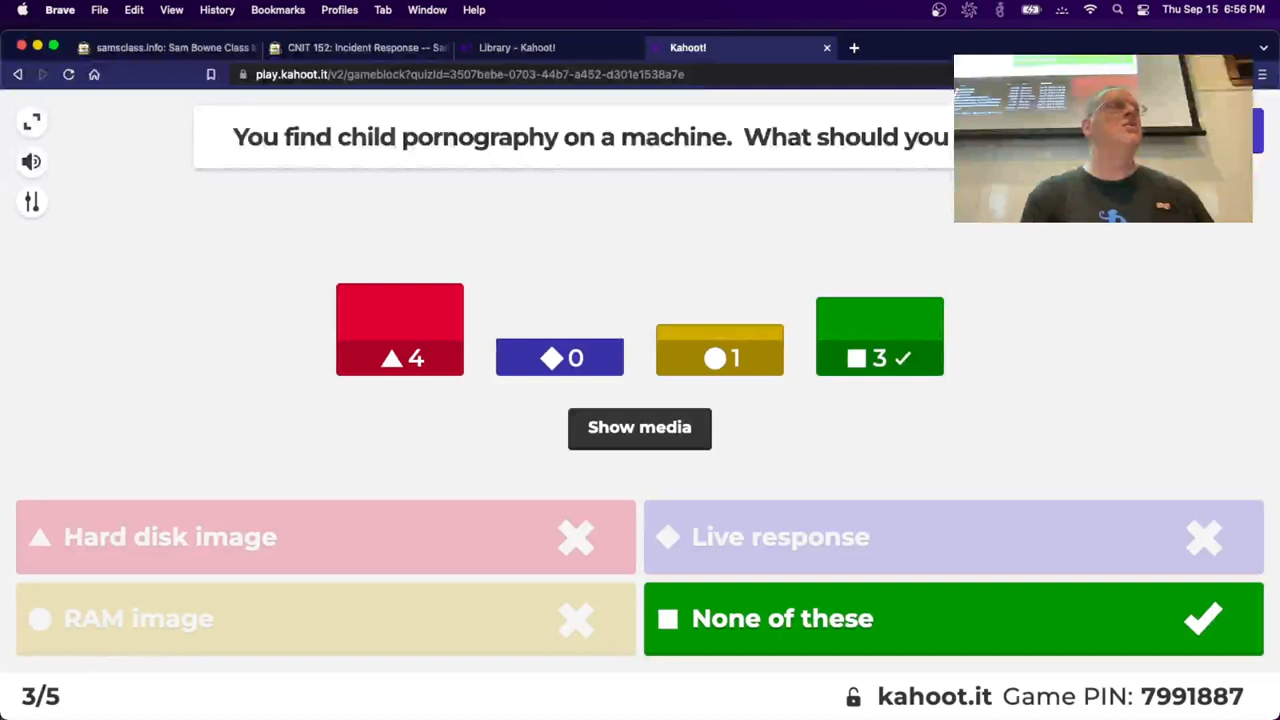 Brave File Edit View History Bookmarks Profiles Tab Window Help Thu Sep 15 6:56 PM
samsclass.info: Sam Bowne Class I CNIT 152: Incident Response -- Sa Library - Kahoot! Kahoot!
play.kahoot.it/v2/gameblock?quizId=3507bebe-0703-44b7-a452-d301e1538a7e
You find child pornography on a machine. What should you
4
0
1
3
Show media
Hard disk image
Live response
RAM image
None of these
3/5
kahoot.it Game PIN: 7991887